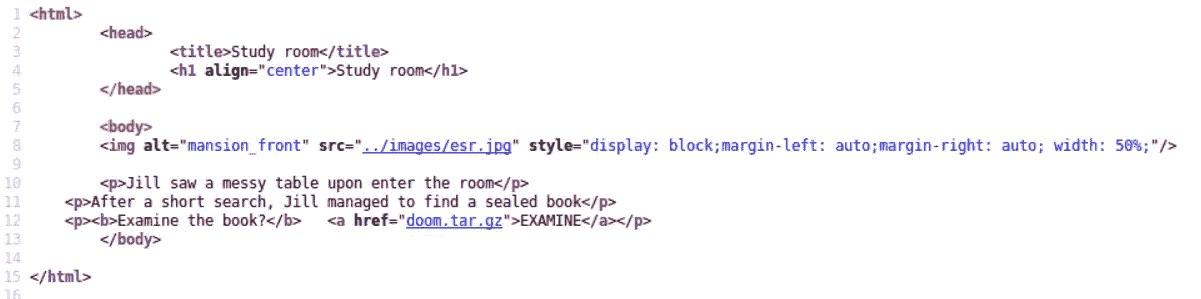 1 <html>
2 <head>
3 <title>Study room</title>
4 <h1 align="center">Study room</h1>
5 </head>
6
7 <body>
8 <img alt="mansion_front" src="../images/esr.jpg" style="display: block;margin-left: auto;margin-right: auto; width: 50%;"/>
9
10 <p>Jill saw a messy table upon enter the room</p>
11 <p>After a short search, Jill managed to find a sealed book</p>
12 <p><b>Examine the book?</b> <a href="doom.tar.gz">EXAMINE</a></p>
13 </body>
14
15 </html>
16